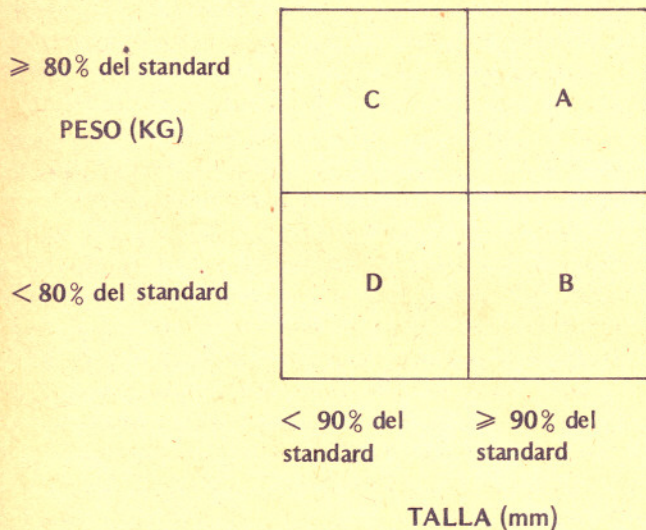 ≥ 80% del standard
PESO (KG)
C
A
< 80% del standard
D
B
< 90% del standard
≥ 90% del standard
TALLA (mm)